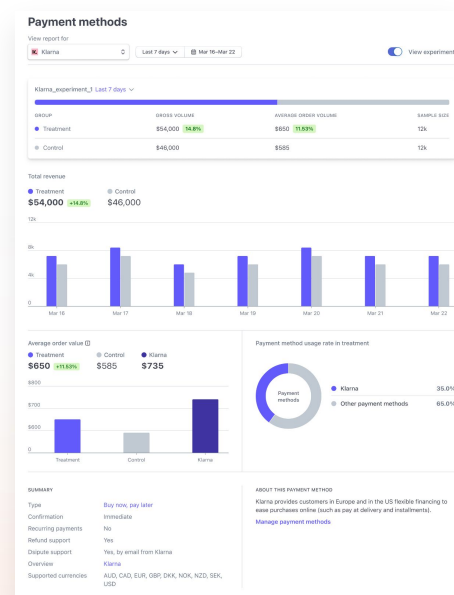 Payment methods
View report for
Klarna
Last 7 days
Mar 16–Mar 22
View experiment
Klarna_experiment_1 Last 7 days
GROUP GROSS VOLUME AVERAGE ORDER VOLUME SAMPLE SIZE
Treatment $54,000 14.8% $650 11.53% 12k
Control $46,000 $585 12k
Total revenue
Treatment Control
$54,000 +14.8% $46,000
12k
8k
4k
0
Mar 16 Mar 17 Mar 18 Mar 19 Mar 20 Mar 21 Mar 22
Average order value
Treatment Control Klarna
$650 +11.53% $585 $735
$800
$700
$600
0
Treatment Control Klarna
Payment method usage rate in treatment
Payment
methods
Klarna 35.0%
Other payment methods 65.0%
SUMMARY
Type Buy now, pay later
Confirmation Immediate
Recurring payments No
Refund support Yes
Doipute support Yes, by email from Klarna
Overview Klarna
Supported currencies AUD, CAD, EUR, GBP, DKK, NOK, NZD, SEK,
USD
ABOUT THIS PAYMENT METHOD
Klarna provides customers in Europe and in the US flexible financing to
ease purchases online (such as pay at delivery and installments).
Manage payment methods